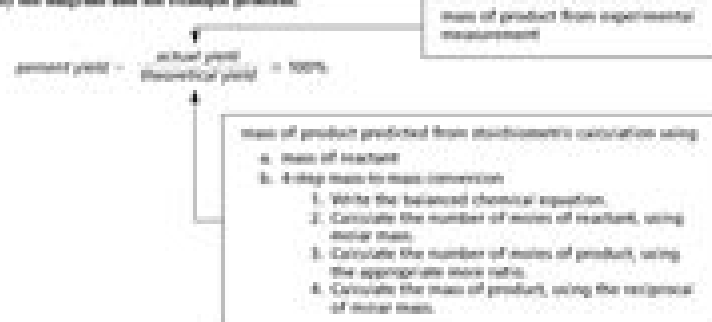 the diagram and the example problem.
mass of product from experimental
measurement
percent yield = actual yield / theoretical yield × 100%
mass of product predicted from stoichiometric calculation using
a. mass of reactant
b. 4-step mass-to-mass conversion
1. Write the balanced chemical equation.
2. Calculate the number of moles of reactant, using
molar mass.
3. Calculate the number of moles of product, using
the appropriate mole ratio.
4. Calculate the mass of product, using the reciprocal
of molar mass.